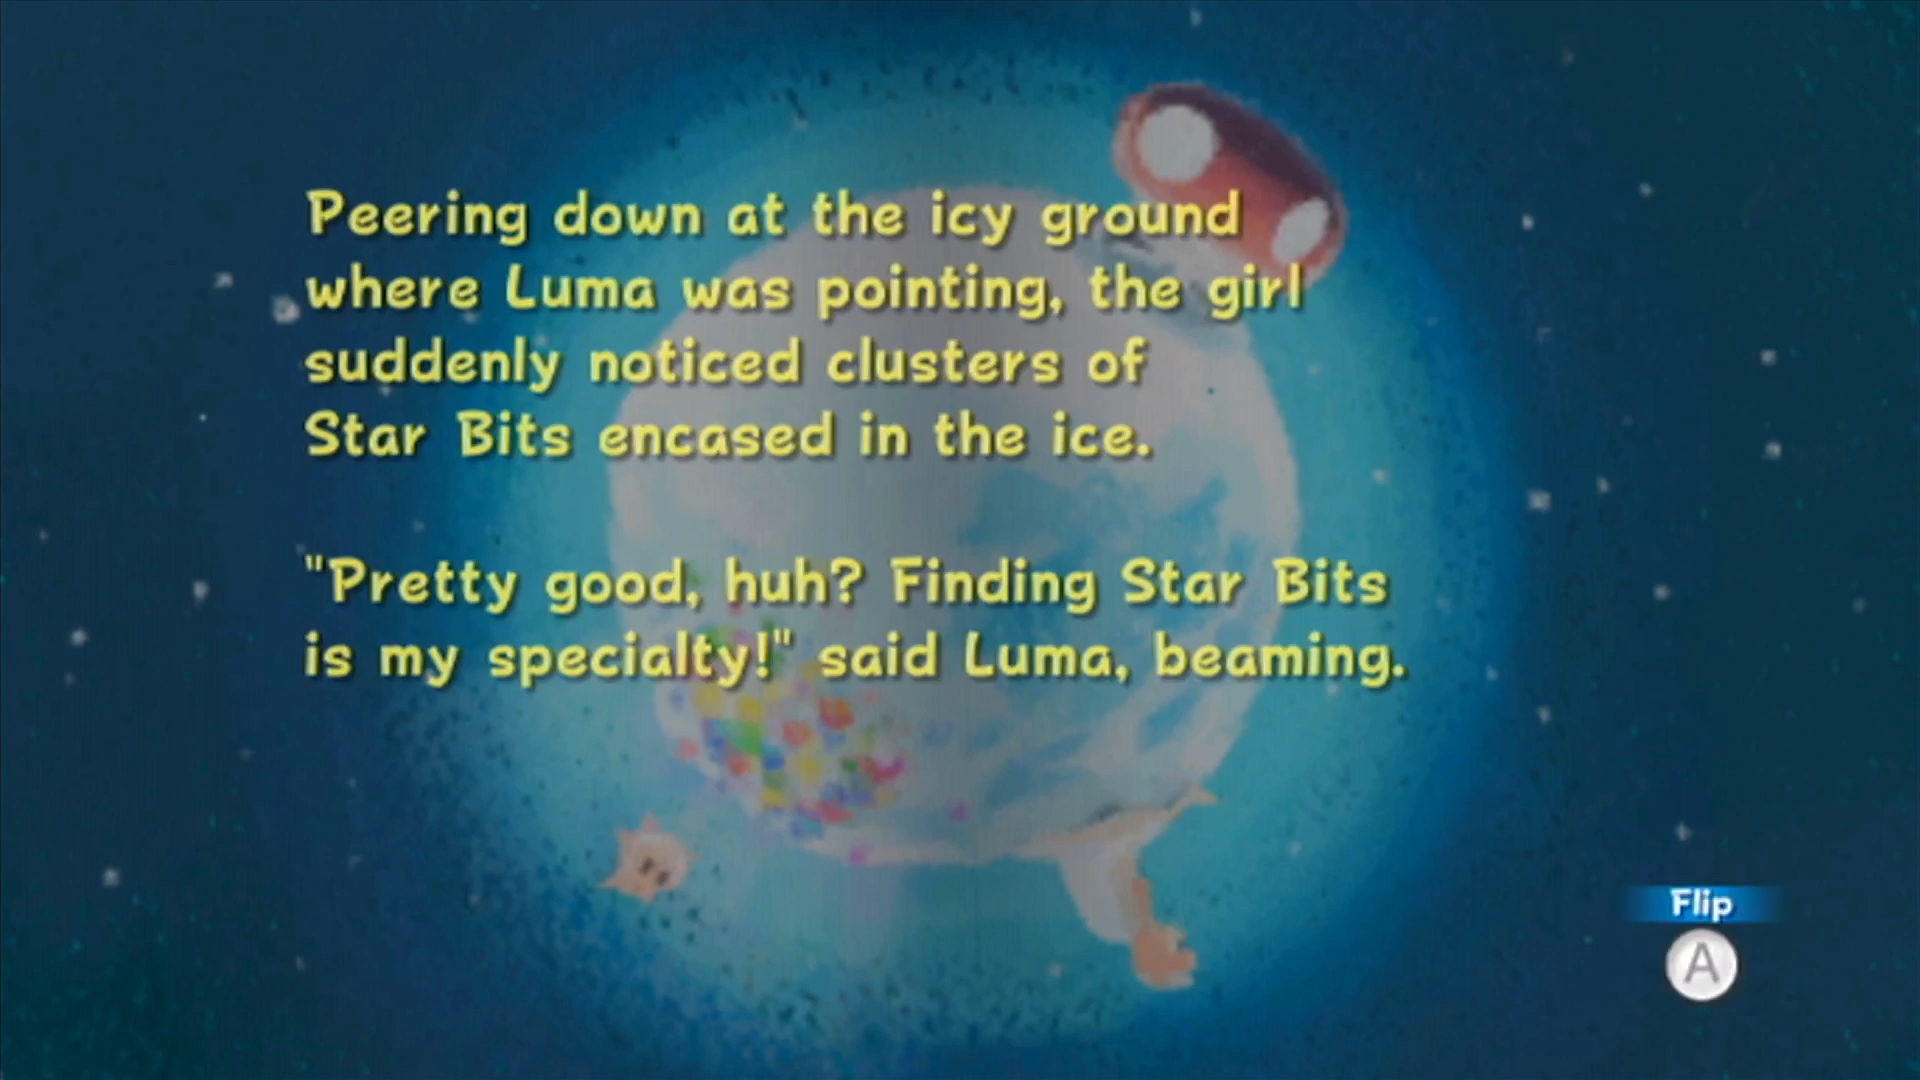 Peering down at the icy ground
where Luma was pointing, the girl
suddenly noticed clusters of
Star Bits encased in the ice.
"Pretty good, huh? Finding Star Bits
is my specialty!" said Luma, beaming.
Flip
A